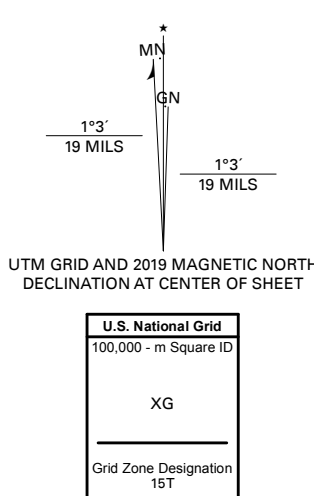 ★
MN
GN
1°3´
19 MILS
1°3´
19 MILS
UTM GRID AND 2019 MAGNETIC NORTH
DECLINATION AT CENTER OF SHEET
U.S. National Grid
100,000 - m Square ID
XG
Grid Zone Designation
15T